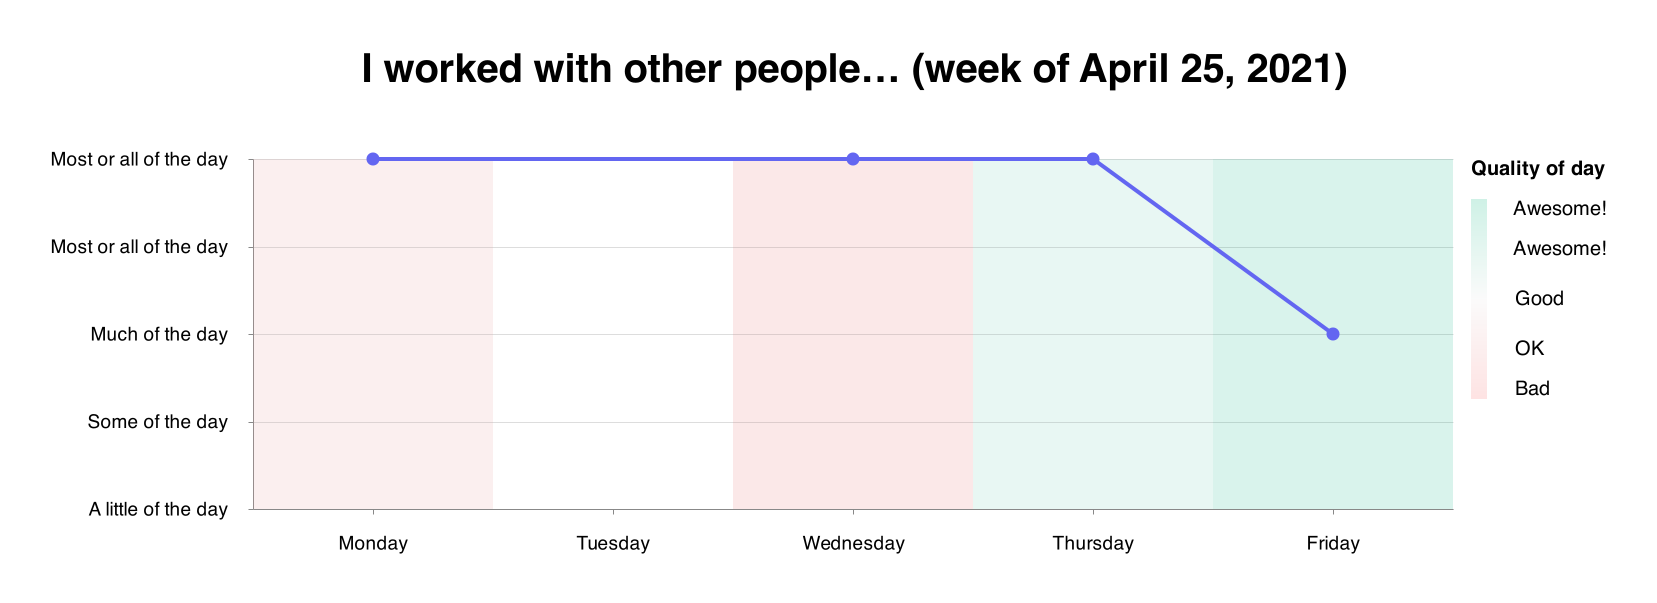 I worked with other people… (week of April 25, 2021)
Most or all of the day
Most or all of the day
Much of the day
Some of the day
A little of the day
Monday
Tuesday
Wednesday
Thursday
Friday
Quality of day
Awesome!
Awesome!
Good
OK
Bad